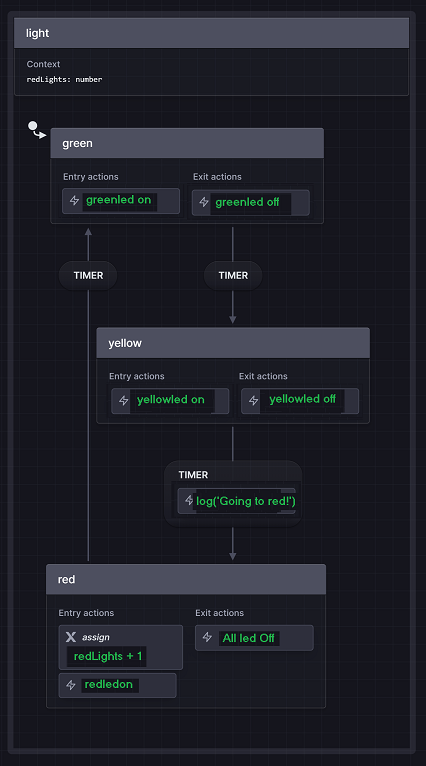 light
Context
redLights: number
green
Entry actions
Exit actions
greenled on
greenled off
TIMER
TIMER
yellow
Entry actions
Exit actions
yellowled on
yellowled off
TIMER
log('Going to red!')
red
Entry actions
Exit actions
assign
redLights + 1
All led Off
redledon